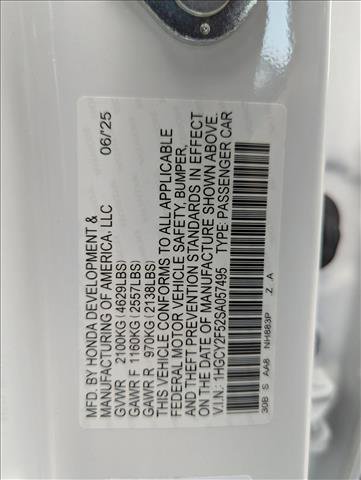 MFD. BY HONDA DEVELOPMENT &
MANUFACTURING OF AMERICA, LLC 06/'25
GVWR 2100KG (4629LBS)
GAWR F 1160KG (2557LBS)
GAWR R 970KG (2138LBS)
THIS VEHICLE CONFORMS TO ALL APPLICABLE
FEDERAL MOTOR VEHICLE SAFETY, BUMPER,
AND THEFT PREVENTION STANDARDS IN EFFECT
ON THE DATE OF MANUFACTURE SHOWN ABOVE.
V.I.N.: 1HGCY2F52SA057495 TYPE: PASSENGER CAR
30B S AA8 NH883P Z A